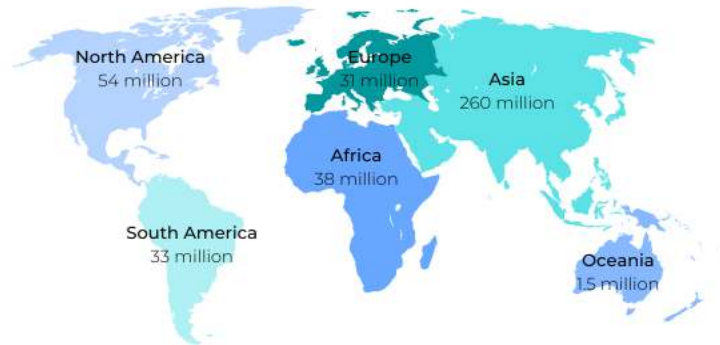 North America
54 million
Europe
31 million
Asia
260 million
Africa
38 million
South America
33 million
Oceania
1.5 million